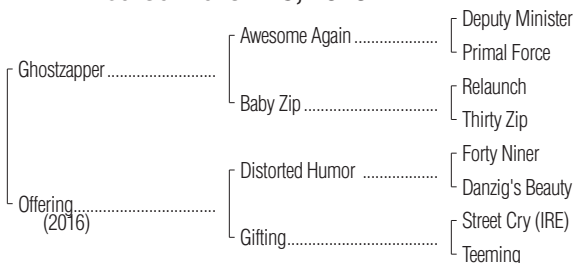 Deputy Minister
Awesome Again
Primal Force
Ghostzapper
Relaunch
Baby Zip
Thirty Zip
Forty Niner
Distorted Humor
Danzig's Beauty
Offering
(2016)
Street Cry (IRE)
Gifting
Teeming